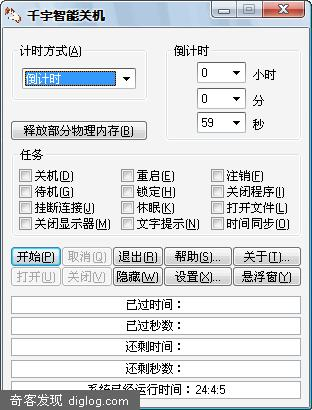 千宇智能关机
计时方式(A)
倒计时
倒计时
0 小时
0 分
59 秒
释放部分物理内存(B)
任务
关机(D) 重启(E) 注销(F)
待机(G) 锁定(H) 关闭程序(I)
挂断连接(J) 休眠(K) 打开文件(L)
关闭显示器(M) 文字提示(N) 时间同步(O)
开始(P) 取消(Q) 退出(R) 帮助(S)... 关于(T)...
打开(U) 关闭(V) 隐藏(W) 设置(X)... 悬浮窗(Y)
已过时间：
已过秒数：
还剩时间：
还剩秒数：
系统已经运行时间：24:4:5
奇客发现 diglog.com